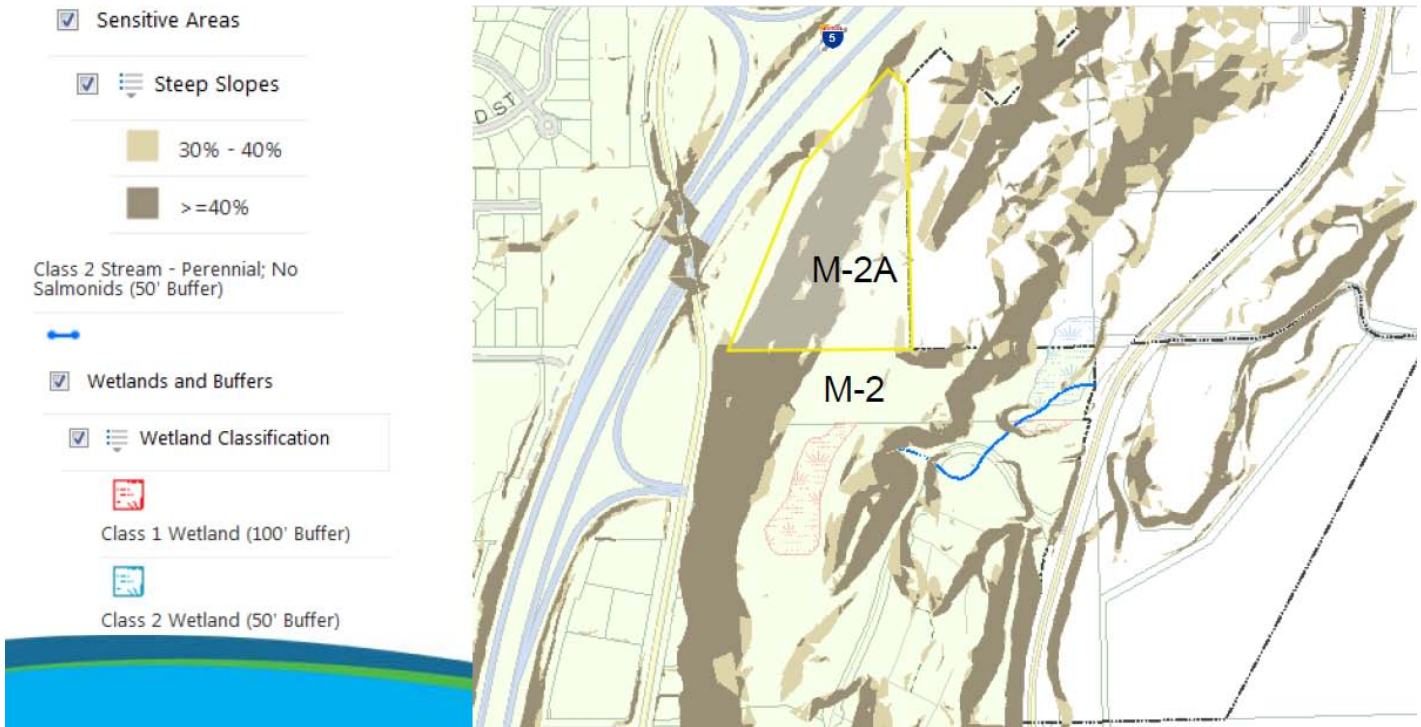 Sensitive Areas
Steep Slopes
30% - 40%
>=40%
Class 2 Stream - Perennial; No
Salmonids (50' Buffer)
Wetlands and Buffers
Wetland Classification
Class 1 Wetland (100' Buffer)
Class 2 Wetland (50' Buffer)
5
D ST
M-2A
M-2